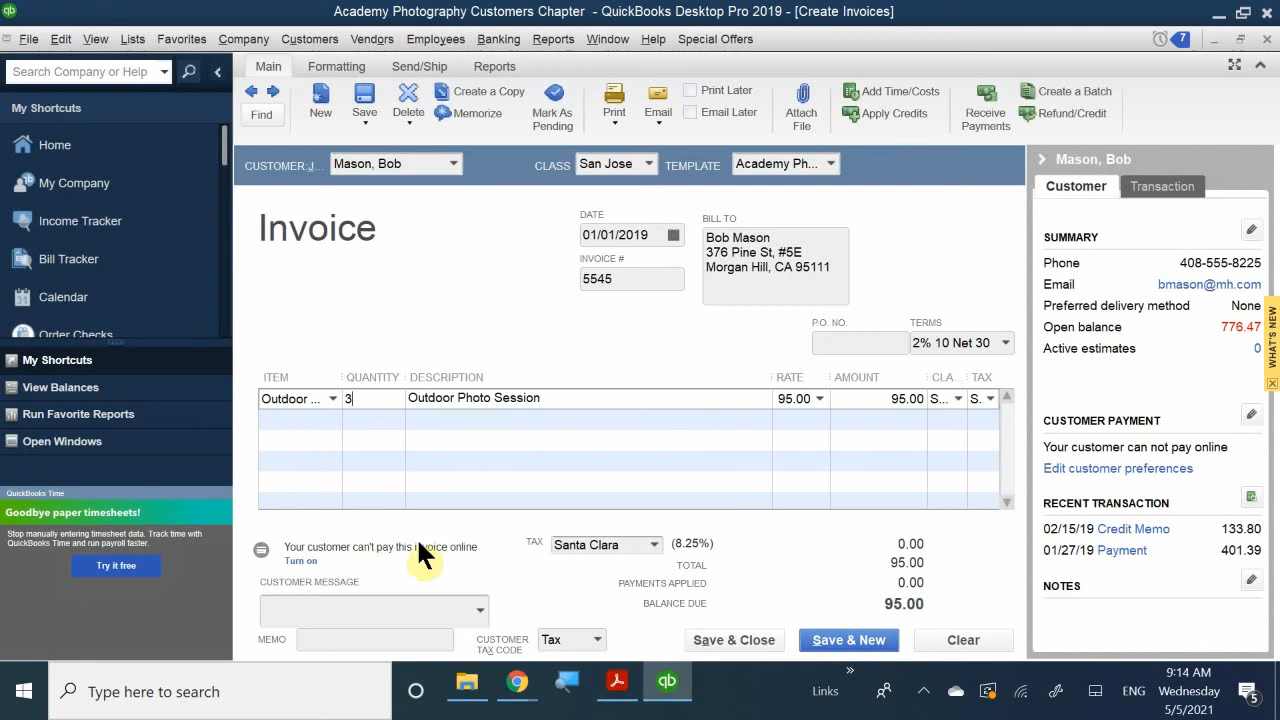 Academy Photography Customers Chapter - QuickBooks Desktop Pro 2019 - [Create Invoices]
File Edit View Lists Favorites Company Customers Vendors Employees Banking Reports Window Help Special Offers 7
Search Company or Help
My Shortcuts
Home
My Company
Income Tracker
Bill Tracker
Calendar
Order Checks
My Shortcuts
View Balances
Run Favorite Reports
Open Windows
QuickBooks Time
Goodbye paper timesheets!
Stop manually entering timesheet data. Track time with
QuickBooks Time and run payroll faster.
Try it free
Main Formatting Send/Ship Reports
Find
New
Save
Delete
Create a Copy
Memorize
Mark As
Pending
Print
Email
Print Later
Email Later
Attach
File
Add Time/Costs
Apply Credits
Receive
Payments
Create a Batch
Refund/Credit
CUSTOMER:J... Mason, Bob CLASS San Jose TEMPLATE Academy Ph...
Invoice
DATE
01/01/2019
INVOICE #
5545
BILL TO
Bob Mason
376 Pine St, #5E
Morgan Hill, CA 95111
P.O. NO. TERMS
2% 10 Net 30
ITEM QUANTITY DESCRIPTION RATE AMOUNT CLA... TAX
Outdoor ... 3 Outdoor Photo Session 95.00 95.00 S... S.
Your customer can't pay this invoice online
Turn on
CUSTOMER MESSAGE
MEMO
CUSTOMER
TAX CODE
Tax
TAX Santa Clara (8.25%) 0.00
TOTAL 95.00
PAYMENTS APPLIED 0.00
BALANCE DUE 95.00
Save & Close Save & New Clear
Mason, Bob
Customer Transaction
SUMMARY
Phone 408-555-8225
Email bmason@mh.com
Preferred delivery method None
Open balance 776.47
Active estimates 0
CUSTOMER PAYMENT
Your customer can not pay online
Edit customer preferences
RECENT TRANSACTION
02/15/19 Credit Memo 133.80
01/27/19 Payment 401.39
NOTES
WHAT'S NEW
Type here to search
qb
Links
»
ENG
9:14 AM
Wednesday
5/5/2021
5